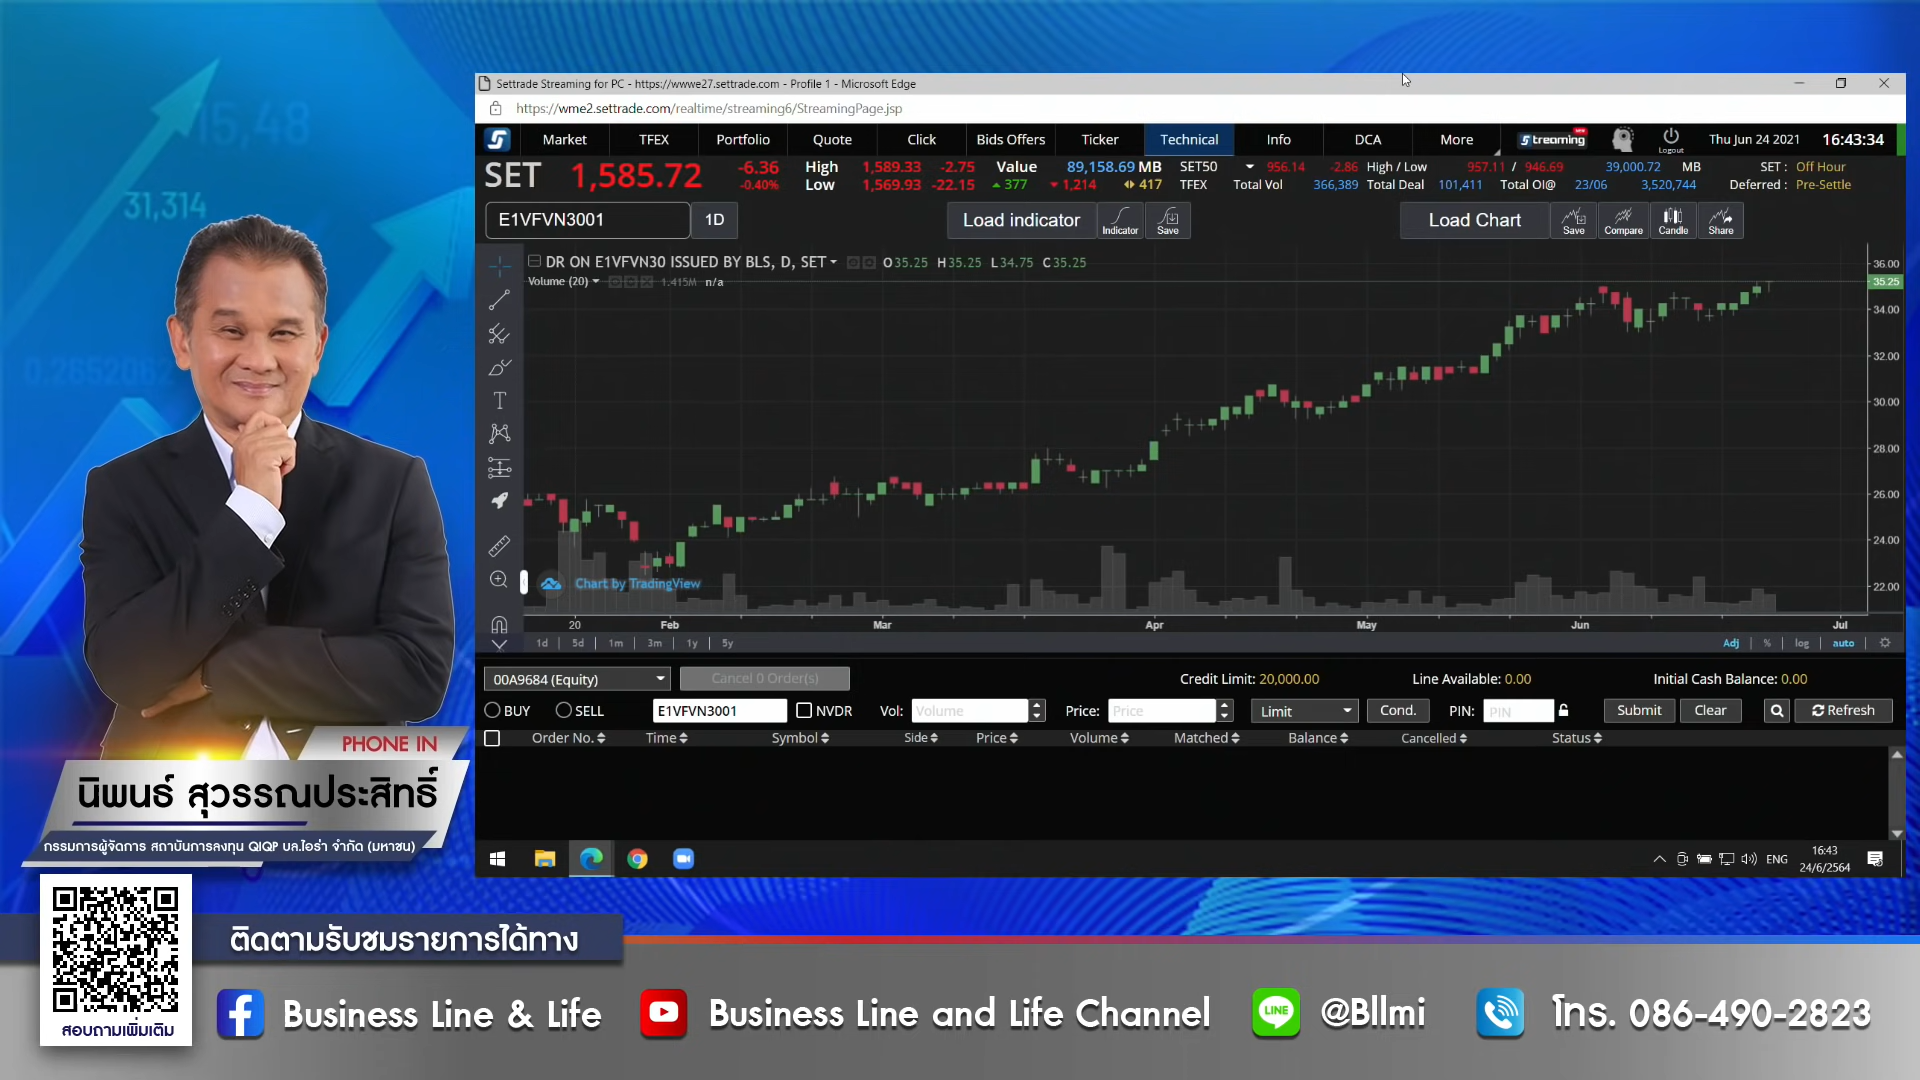 15,48
31,314
Settrade Streaming for PC - https://wwwe27.settrade.com - Profile 1 - Microsoft Edge
https://wme2.settrade.com/realtime/streaming6/StreamingPage.jsp
Market TFEX Portfolio Quote Click Bids Offers Ticker Technical Info DCA More Streaming Logout Thu Jun 24 2021 16:43:34
SET 1,585.72 -6.36 -0.40%
High 1,589.33 -2.75 Value 89,158.69 MB SET50 956.14 -2.86 High / Low 957.11 / 946.69 39,000.72 MB SET : Off Hour
Low 1,569.93 -22.15 377 1,214 417 TFEX Total Vol 366,389 Total Deal 101,411 Total OI@ 23/06 3,520,744 Deferred : Pre-Settle
E1VFVN3001 1D Load indicator Indicator Save Load Chart Save Compare Candle Share
DR ON E1VFVN30 ISSUED BY BLS, D, SET O35.25 H35.25 L34.75 C35.25
Volume (20) 1.415M n/a
36.00
35.25
34.00
32.00
30.00
28.00
26.00
24.00
22.00
Chart by TradingView
20 Feb Mar Apr May Jun Jul
1d 5d 1m 3m 1y 5y Adj % log auto
00A9684 (Equity) Cancel 0 Order(s) Credit Limit: 20,000.00 Line Available: 0.00 Initial Cash Balance: 0.00
BUY SELL E1VFVN3001 NVDR Vol: Volume Price: Price Limit Cond. PIN: PIN Submit Clear Refresh
Order No. Time Symbol Side Price Volume Matched Balance Cancelled Status
ENG 16:43
24/6/2564
PHONE IN
นิพนธ์ สุวรรณประสิทธิ์
กรรมการผู้จัดการ สถาบันการลงทุน QIQP บล.ไอร่า จำกัด (มหาชน)
ติดตามรับชมรายการได้ทาง
สอบถามเพิ่มเติม
Business Line & Life Business Line and Life Channel LINE @Bllmi โทร. 086-490-2823